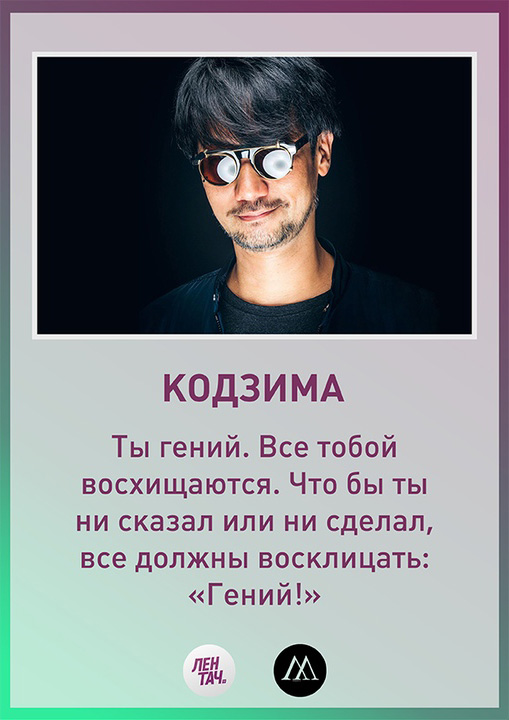 КОДЗИМА
Ты гений. Все тобой
восхищаются. Что бы ты
ни сказал или ни сделал,
все должны восклицать:
«Гений!»
ЛЕН
ТАЧ.